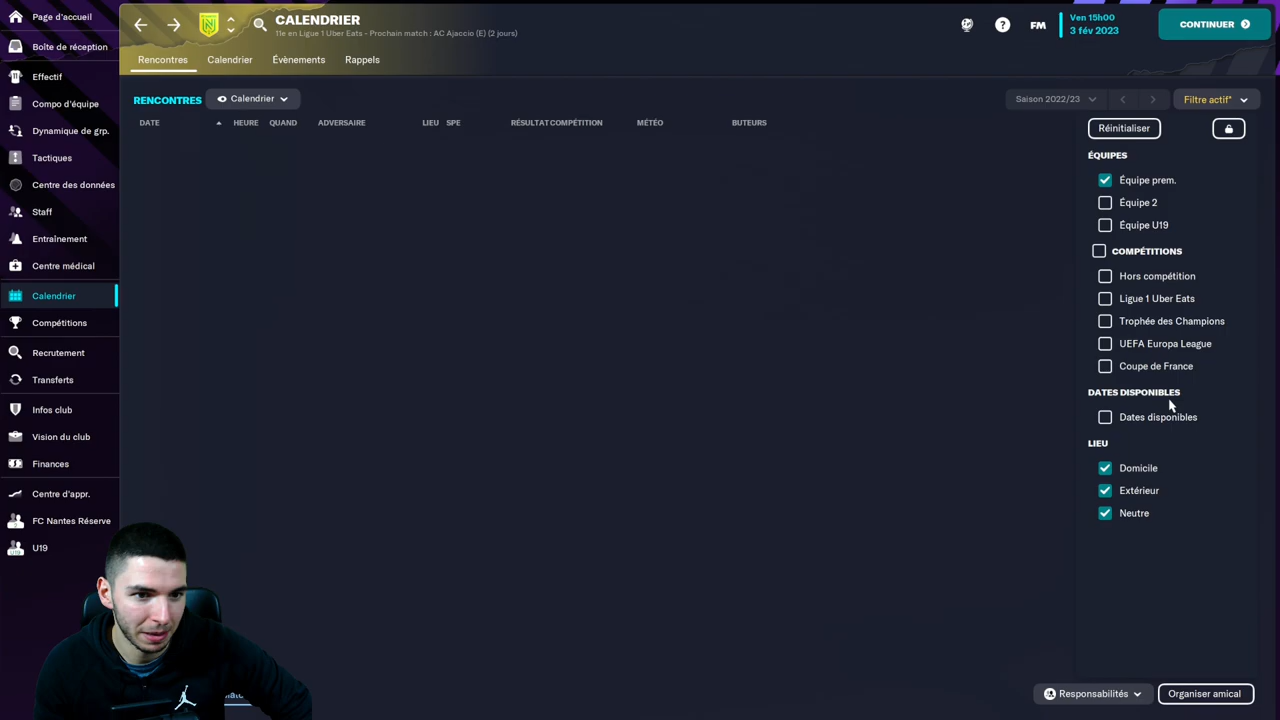 Page d'accueil
CALENDRIER
11e en Ligue 1 Uber Eats - Prochain match : AC Ajaccio (E) (2 jours)
FM
Ven 15h00
3 fév 2023
CONTINUER
Boîte de réception
Effectif
Compo d'équipe
Dynamique de grp.
Tactiques
Centre des données
Staff
Entraînement
Centre médical
Calendrier
Compétitions
Recrutement
Transferts
Infos club
Vision du club
Finances
Centre d'appr.
FC Nantes Réserve
U19
Rencontres Calendrier Évènements Rappels
RENCONTRES Calendrier
Saison 2022/23
Filtre actif*
DATE HEURE QUAND ADVERSAIRE LIEU SPE RÉSULTAT COMPÉTITION MÉTÉO BUTEURS
Réinitialiser
ÉQUIPES
Équipe prem.
Équipe 2
Équipe U19
COMPÉTITIONS
Hors compétition
Ligue 1 Uber Eats
Trophée des Champions
UEFA Europa League
Coupe de France
DATES DISPONIBLES
Dates disponibles
LIEU
Domicile
Extérieur
Neutre
Responsabilités
Organiser amical